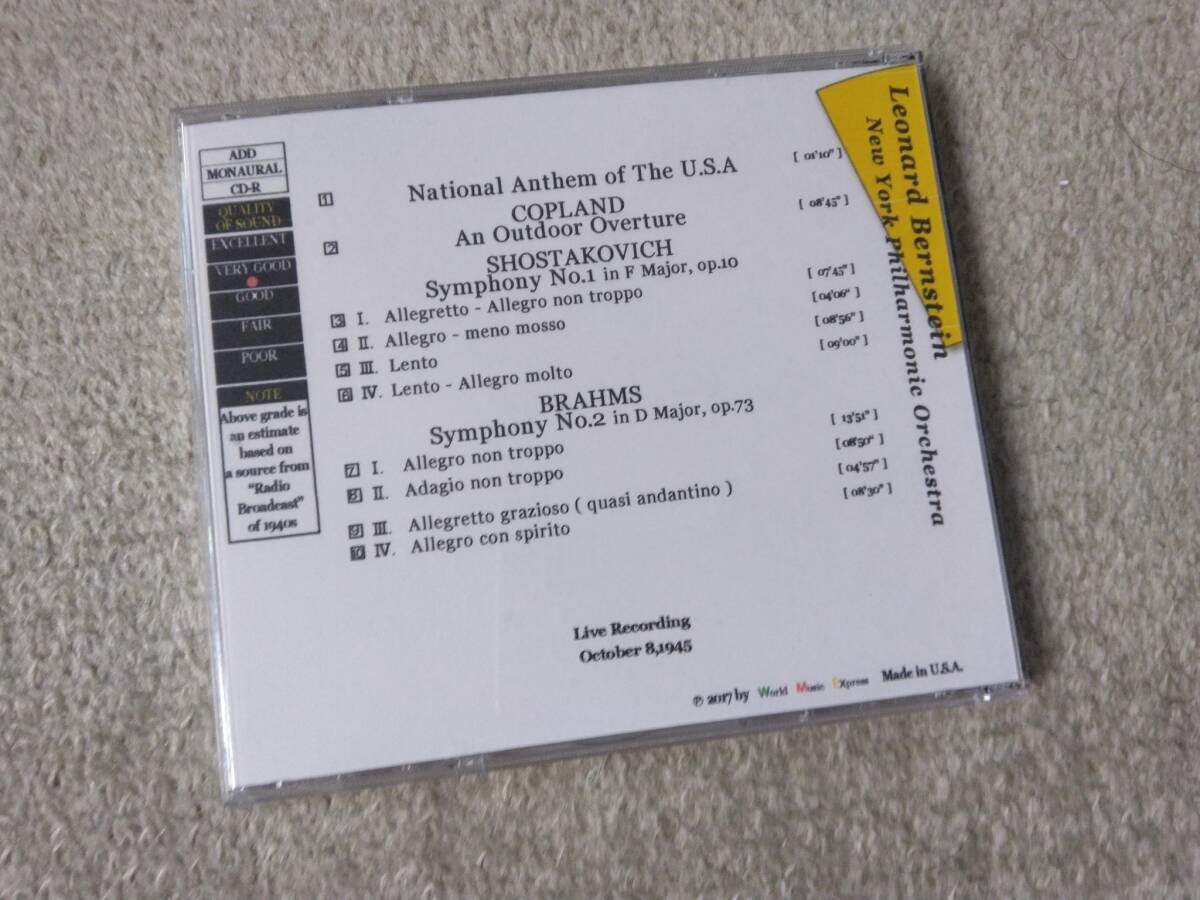 ADD
MONAURAL
CD-R
QUALITY
OF SOUND
EXCELLENT
VERY GOOD
GOOD
FAIR
POOR
NOTE
Above grade is
an estimate
based on
a source from
"Radio
Broadcast"
of 1940s
1 National Anthem of The U.S.A [ 01'10" ]
COPLAND
2 An Outdoor Overture [ 08'45" ]
SHOSTAKOVICH
Symphony No.1 in F Major, op.10
3 I. Allegretto - Allegro non troppo [ 07'45" ]
4 II. Allegro - meno mosso [ 04'06" ]
5 III. Lento [ 08'56" ]
6 IV. Lento - Allegro molto [ 09'00" ]
BRAHMS
Symphony No.2 in D Major, op.73
7 I. Allegro non troppo [ 13'51" ]
8 II. Adagio non troppo [ 08'50" ]
9 III. Allegretto grazioso ( quasi andantino ) [ 04'57" ]
10 IV. Allegro con spirito [ 08'30" ]
Live Recording
October 8,1945
℗ 2017 by World Music EXpress Made in U.S.A.
Leonard Bernstein
New York Philharmonic Orchestra